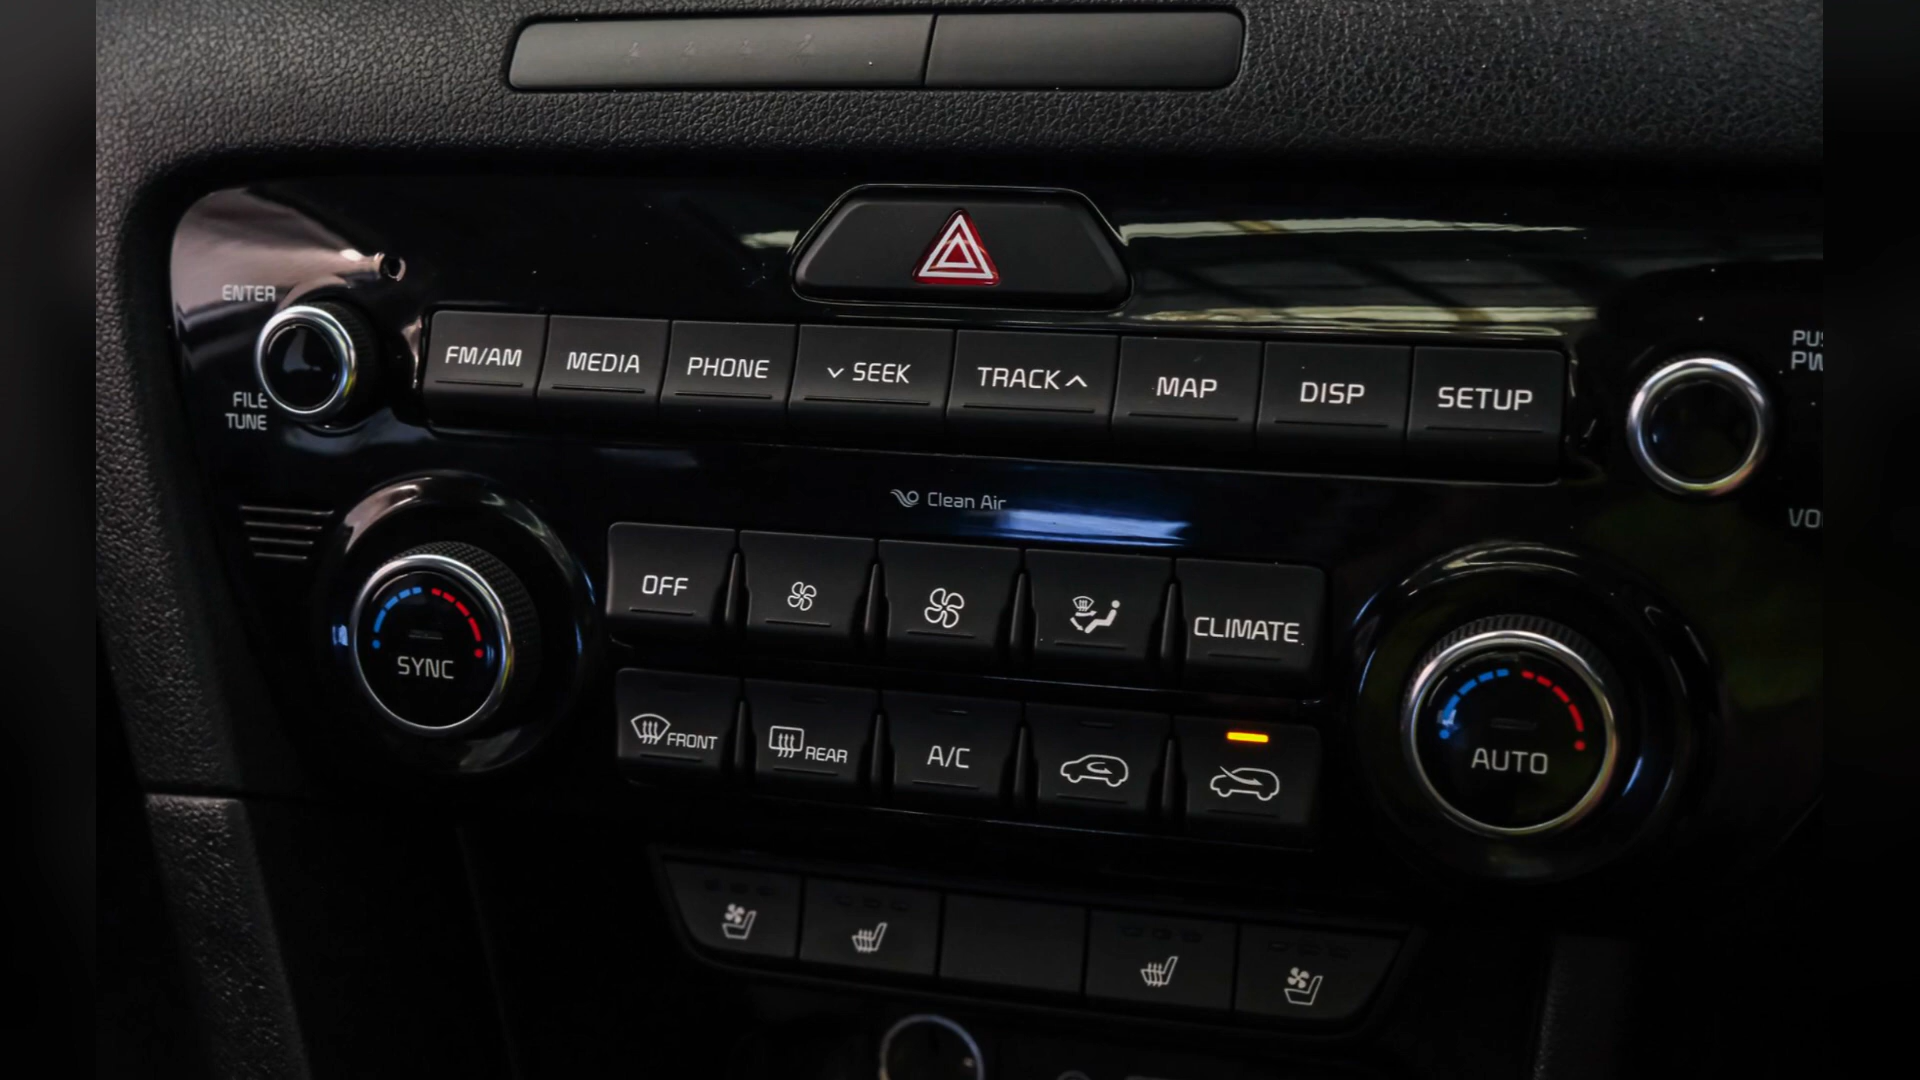 ENTER
FILE
TUNE
FM/AM
MEDIA
PHONE
SEEK
TRACK
MAP
DISP
SETUP
Clean Air
SYNC
OFF
CLIMATE
FRONT
REAR
A/C
AUTO